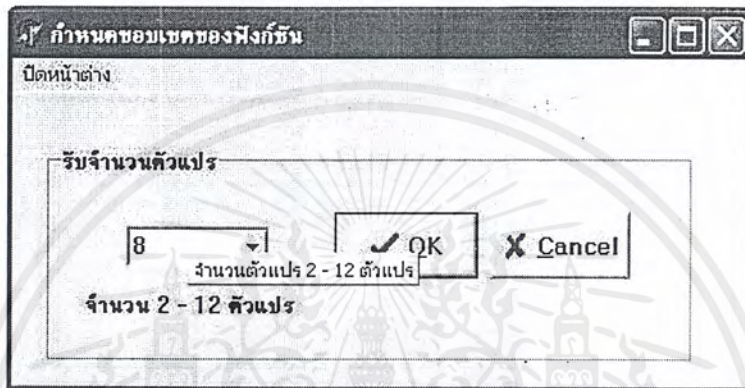 กำหนดขอบเขตของฟังก์ชัน
ปิดหน้าต่าง
รับจำนวนตัวแปร
8
OK
Cancel
จำนวนตัวแปร 2 - 12 ตัวแปร
จำนวน 2 - 12 ตัวแปร